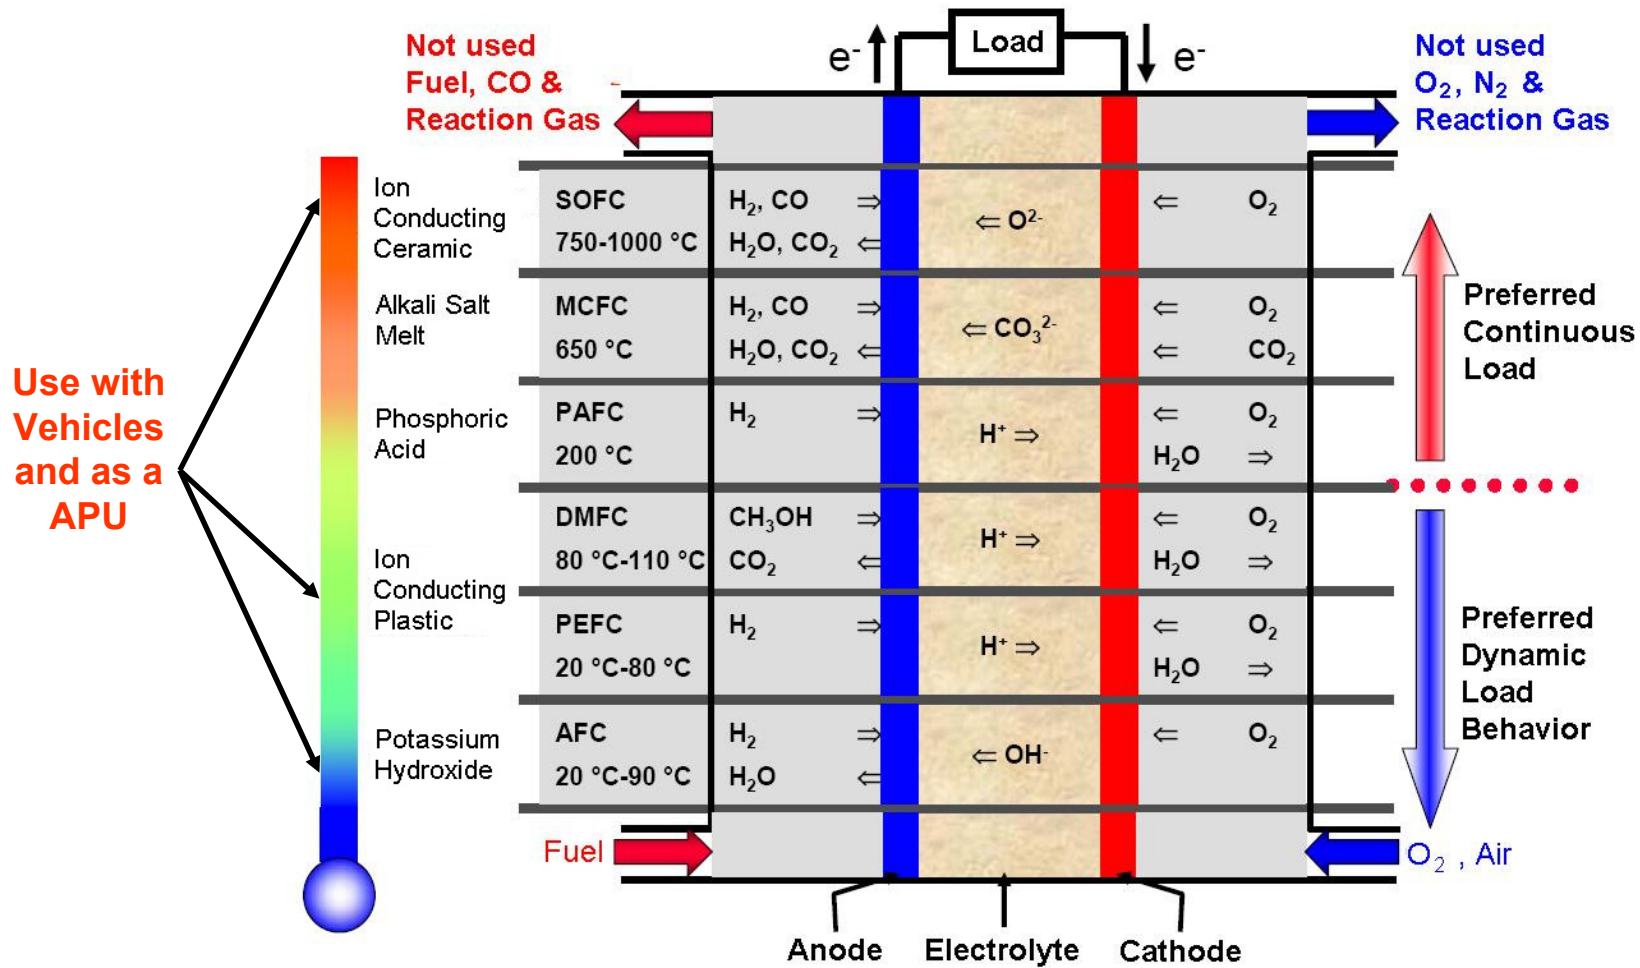 Load
e⁻
e⁻
Not used
Fuel, CO &
Reaction Gas
Not used
O₂, N₂ &
Reaction Gas
Use with
Vehicles
and as a
APU
Ion
Conducting
Ceramic
Alkali Salt
Melt
Phosphoric
Acid
Ion
Conducting
Plastic
Potassium
Hydroxide
SOFC H₂, CO ⇒ ⇐ O₂
⇐ O²⁻
750-1000 °C H₂O, CO₂ ⇐
MCFC H₂, CO ⇒ ⇐ O₂
⇐ CO₃²⁻
650 °C H₂O, CO₂ ⇐ ⇐ CO₂
PAFC H₂ ⇒ ⇐ O₂
H⁺ ⇒
200 °C H₂O ⇒
DMFC CH₃OH ⇒ ⇐ O₂
H⁺ ⇒
80 °C-110 °C CO₂ ⇐ H₂O ⇒
PEFC H₂ ⇒ ⇐ O₂
H⁺ ⇒
20 °C-80 °C H₂O ⇒
AFC H₂ ⇒ ⇐ O₂
⇐ OH⁻
20 °C-90 °C H₂O ⇐
Preferred
Continuous
Load
Preferred
Dynamic
Load
Behavior
Fuel
O₂ , Air
Anode Electrolyte Cathode